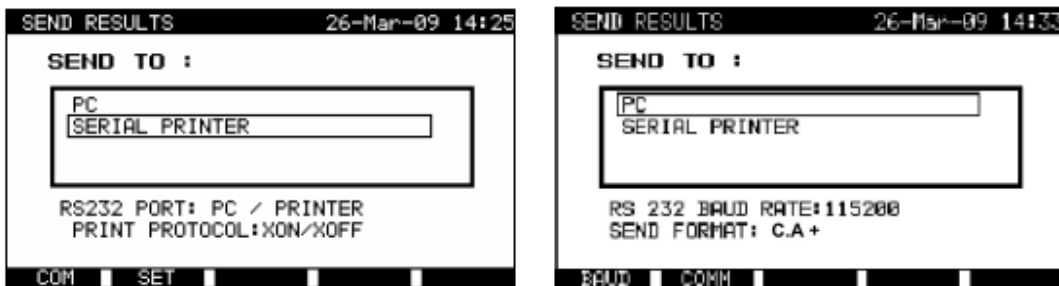 SEND RESULTS 26-Mar-09 14:25
SEND TO :
PC
SERIAL PRINTER
RS232 PORT: PC / PRINTER
PRINT PROTOCOL:XON/XOFF
COM SET
SEND RESULTS 26-Mar-09 14:33
SEND TO :
PC
SERIAL PRINTER
RS 232 BAUD RATE:115200
SEND FORMAT: C.A +
BAUD COMM